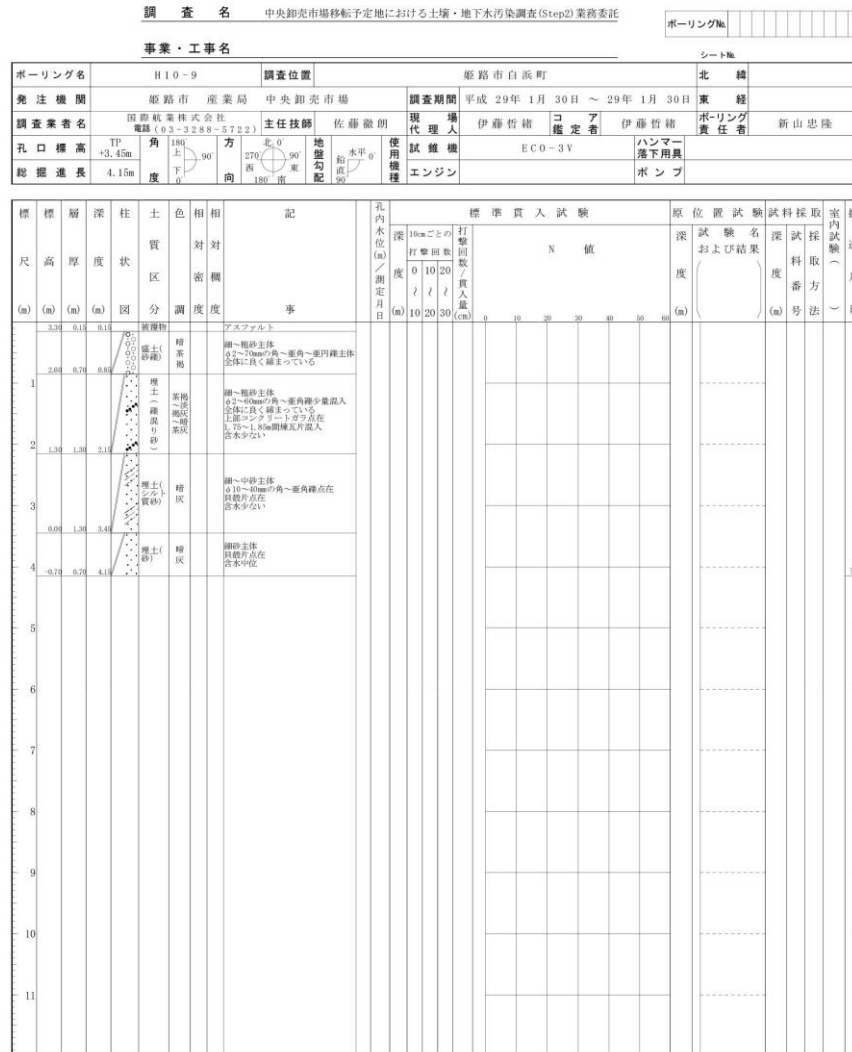 調査名 中央卸売市場移転予定地における土壌・地下水汚染調査(Step2)業務委託
ボーリングNo.
事業・工事名
シートNo.
ボーリング名 H10-9 調査位置 姫路市白浜町 北緯
発注機関 姫路市 産業局 中央卸売市場 調査期間 平成 29年 1月 30日 ～ 29年 1月 30日 東経
調査業者名 国際航業株式会社 電話(03-3288-5722) 主任技師 佐藤徹朗 現場代理人 伊藤哲緒 コア鑑定者 伊藤哲緒 ボーリング責任者 新山忠隆
孔口標高 TP +3.45m 角度 180° 上 下 0° 90° 方向 北 0° 270° 西 90° 東 180° 南 地盤勾配 水平 0° 鉛直 90° 使用機種 試錐機 ECO-3V ハンマー落下用具
総掘進長 4.15m エンジン ポンプ
標尺(m) 標高(m) 層厚(m) 深度(m) 柱状図 土質区分 色調 相対密度 相対稠度 記事 孔内水位(m)/測定月日 標準貫入試験 原位置試験 試料採取 室内試験()
深度(m) 10cmごとの打撃回数 打撃回数/貫入量(cm) N 値 深度(m) 試験名および結果 深度(m) 試料番号 採取方法
0 10 20
～ ～ ～
10 20 30
0 10 20 30 40 50 60
3.30 0.15 0.15 被覆物 アスファルト
2.60 0.70 0.85 盛土(砂礫) 暗茶褐 細～粗砂主体
φ2～70mmの角～亜角～亜円礫主体
全体に良く締まっている
1
1.30 1.30 2.15 埋土(礫混り砂) 茶褐～淡褐灰～暗茶灰 細～粗砂主体
φ2～60mmの角～亜角礫少量混入
全体に良く締まっている
上部コンクリートガラ点在
1.75～1.85m間煉瓦片混入
含水少ない
2
0.00 1.30 3.45 埋土(シルト質砂) 暗灰 細～中砂主体
φ10～40mmの角～亜角礫点在
貝殻片点在
含水少ない
3
-0.70 0.70 4.15 埋土(砂) 暗灰 細砂主体
貝殻片点在
含水中位
4
5
6
7
8
9
10
11